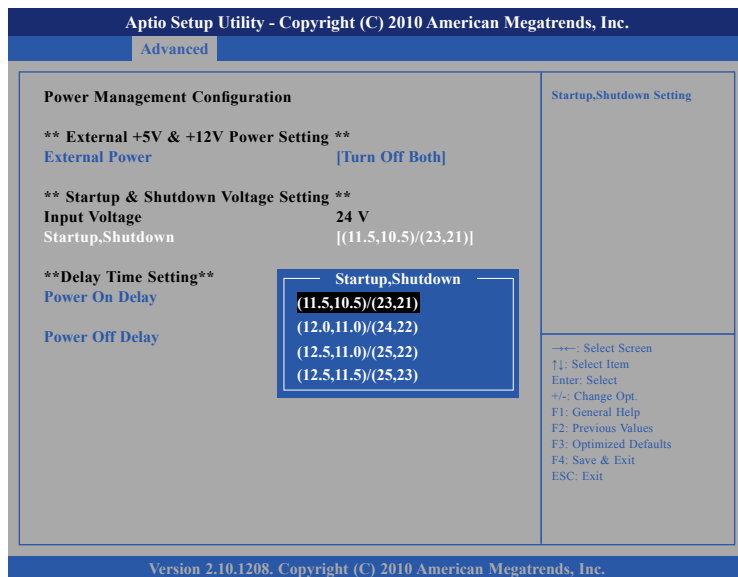 Aptio Setup Utility - Copyright (C) 2010 American Megatrends, Inc.
Advanced
Power Management Configuration
** External +5V & +12V Power Setting **
External Power [Turn Off Both]
** Startup & Shutdown Voltage Setting **
Input Voltage 24 V
Startup,Shutdown [(11.5,10.5)/(23,21)]
**Delay Time Setting**
Power On Delay
Power Off Delay
Startup,Shutdown
(11.5,10.5)/(23,21)
(12.0,11.0)/(24,22)
(12.5,11.0)/(25,22)
(12.5,11.5)/(25,23)
Startup,Shutdown Setting
→←: Select Screen
↑↓: Select Item
Enter: Select
+/-: Change Opt.
F1: General Help
F2: Previous Values
F3: Optimized Defaults
F4: Save & Exit
ESC: Exit
Version 2.10.1208. Copyright (C) 2010 American Megatrends, Inc.